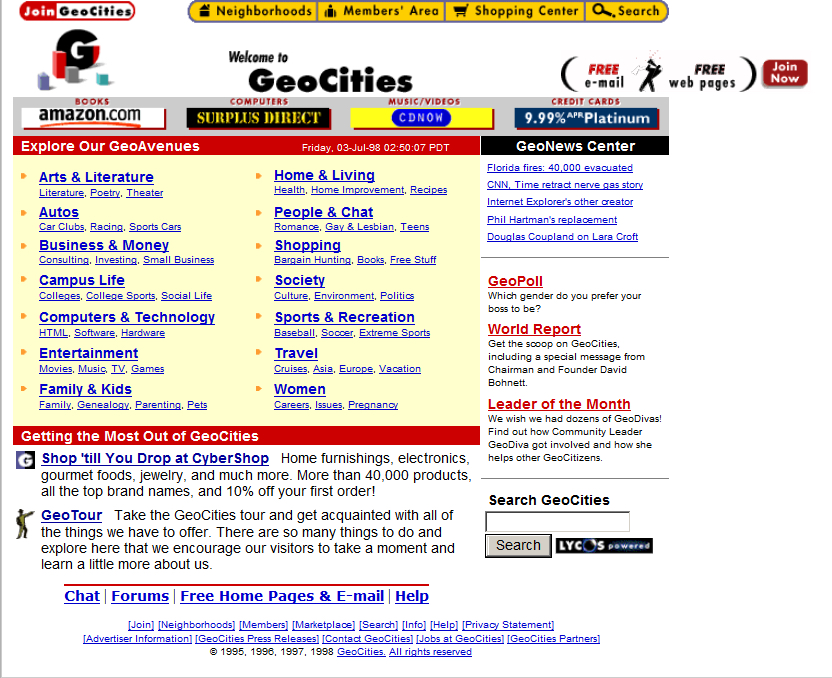 Join GeoCities
Neighborhoods Members' Area Shopping Center Search
G
Welcome to
GeoCities
FREE e-mail
FREE web pages
Join Now
BOOKS COMPUTERS MUSIC/VIDEOS CREDIT CARDS
amazon.com SURPLUS DIRECT CDNOW 9.99% APR Platinum
Explore Our GeoAvenues Friday, 03-Jul-98 02:50:07 PDT
Arts & Literature
Literature, Poetry, Theater
Autos
Car Clubs, Racing, Sports Cars
Business & Money
Consulting, Investing, Small Business
Campus Life
Colleges, College Sports, Social Life
Computers & Technology
HTML, Software, Hardware
Entertainment
Movies, Music, TV, Games
Family & Kids
Family, Genealogy, Parenting, Pets
Home & Living
Health, Home Improvement, Recipes
People & Chat
Romance, Gay & Lesbian, Teens
Shopping
Bargain Hunting, Books, Free Stuff
Society
Culture, Environment, Politics
Sports & Recreation
Baseball, Soccer, Extreme Sports
Travel
Cruises, Asia, Europe, Vacation
Women
Careers, Issues, Pregnancy
GeoNews Center
Florida fires: 40,000 evacuated
CNN, Time retract nerve gas story
Internet Explorer's other creator
Phil Hartman's replacement
Douglas Coupland on Lara Croft
GeoPoll
Which gender do you prefer your
boss to be?
World Report
Get the scoop on GeoCities,
including a special message from
Chairman and Founder David
Bohnett.
Leader of the Month
We wish we had dozens of GeoDivas!
Find out how Community Leader
GeoDiva got involved and how she
helps other GeoCitizens.
Search GeoCities
Search LYCOS powered
Getting the Most Out of GeoCities
G
Shop 'till You Drop at CyberShop Home furnishings, electronics,
gourmet foods, jewelry, and much more. More than 40,000 products,
all the top brand names, and 10% off your first order!
GeoTour Take the GeoCities tour and get acquainted with all of
the things we have to offer. There are so many things to do and
explore here that we encourage our visitors to take a moment and
learn a little more about us.
Chat | Forums | Free Home Pages & E-mail | Help
[Join] [Neighborhoods] [Members] [Marketplace] [Search] [Info] [Help] [Privacy Statement]
[Advertiser Information] [GeoCities Press Releases] [Contact GeoCities] [Jobs at GeoCities] [GeoCities Partners]
© 1995, 1996, 1997, 1998 GeoCities. All rights reserved